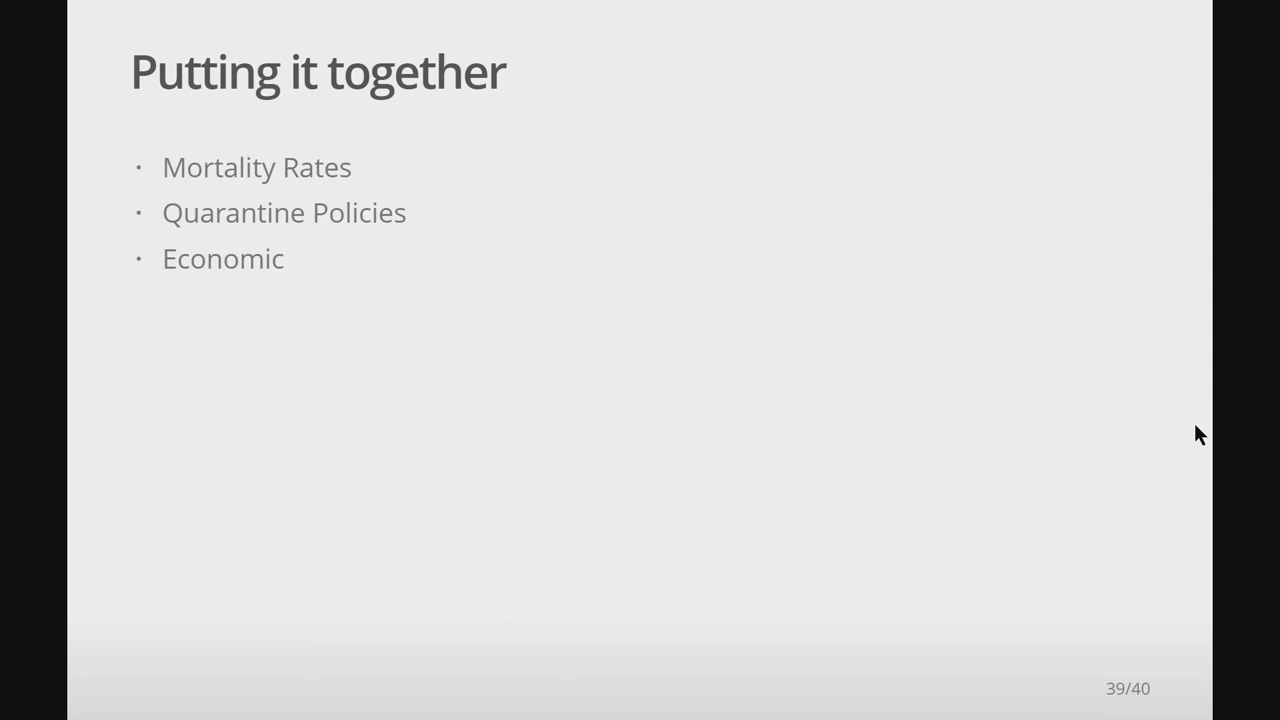 Putting it together
· Mortality Rates
· Quarantine Policies
· Economic
39/40